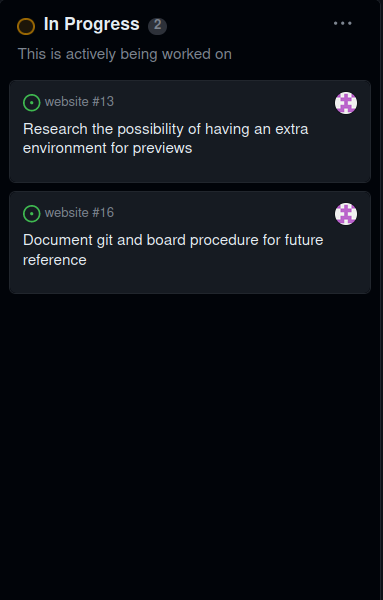 In Progress 2
This is actively being worked on
website #13
Research the possibility of having an extra
environment for previews
website #16
Document git and board procedure for future
reference